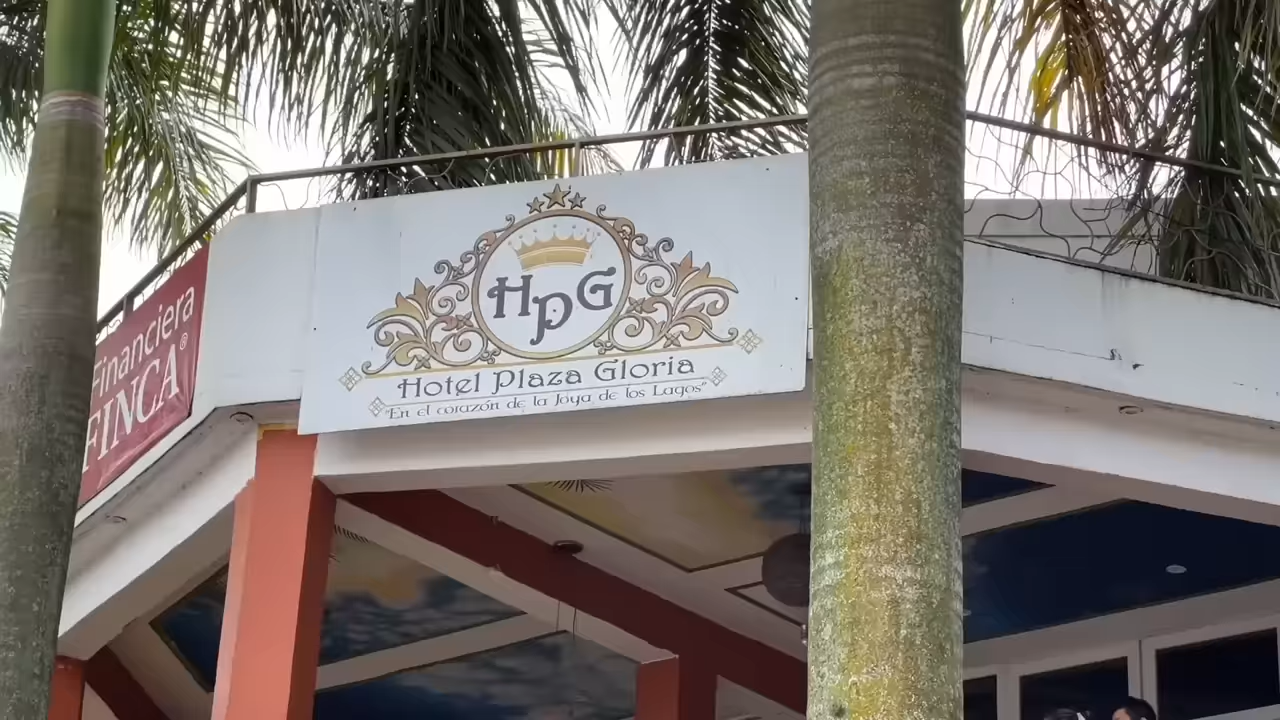 Financiera
FINCA®
HPG
Hotel Plaza Gloria
"En el corazón de la Joya de los Lagos"